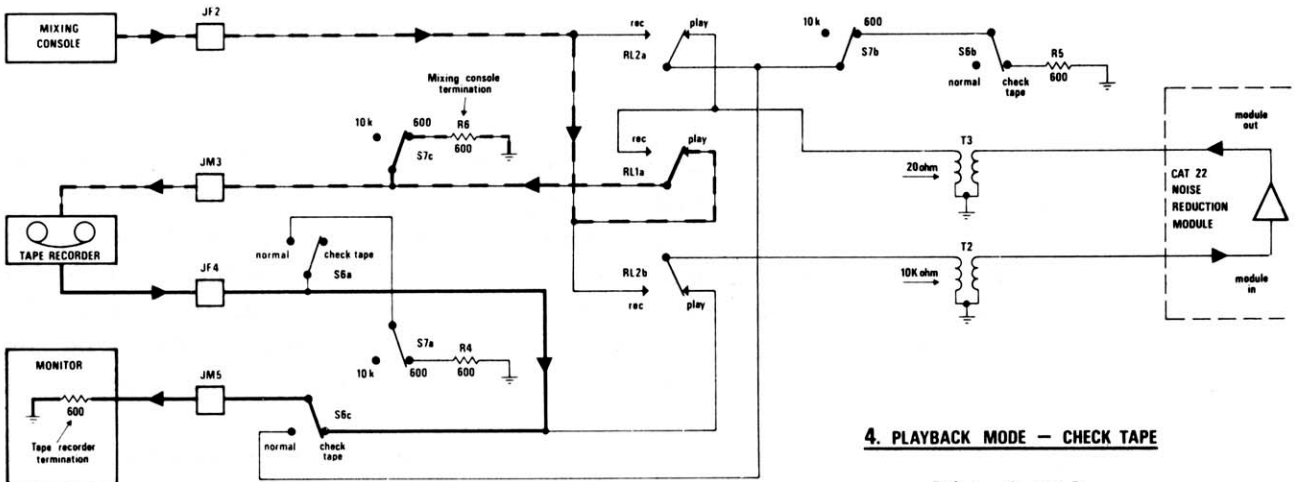 MIXING
CONSOLE
JF2
rec
play
RL2a
10k
600
S7b
S6b
normal
check
tape
R5
600
Mixing console
termination
10k
600
R6
600
S7c
JM3
rec
play
RL1a
T3
20ohm
module
out
CAT 22
NOISE
REDUCTION
MODULE
TAPE RECORDER
normal
check tape
S6a
JF4
RL2b
rec
play
T2
10K ohm
module
in
S7a
10k
600
R4
600
MONITOR
600
Tape recorder
termination
JM5
S6c
normal
check
tape
4. PLAYBACK MODE — CHECK TAPE